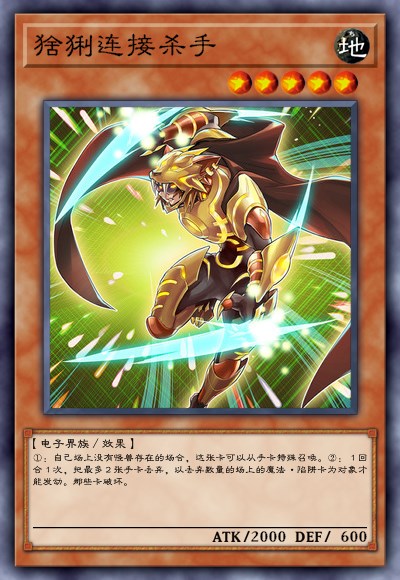 猞猁连接杀手
地
【电子界族／效果】
①：自己场上没有怪兽存在的场合，这张卡可以从手卡特殊召唤。②：1回
合1次，把最多2张手卡丢弃，以丢弃数量的场上的魔法·陷阱卡为对象才
能发动。那些卡破坏。
ATK/2000 DEF/ 600